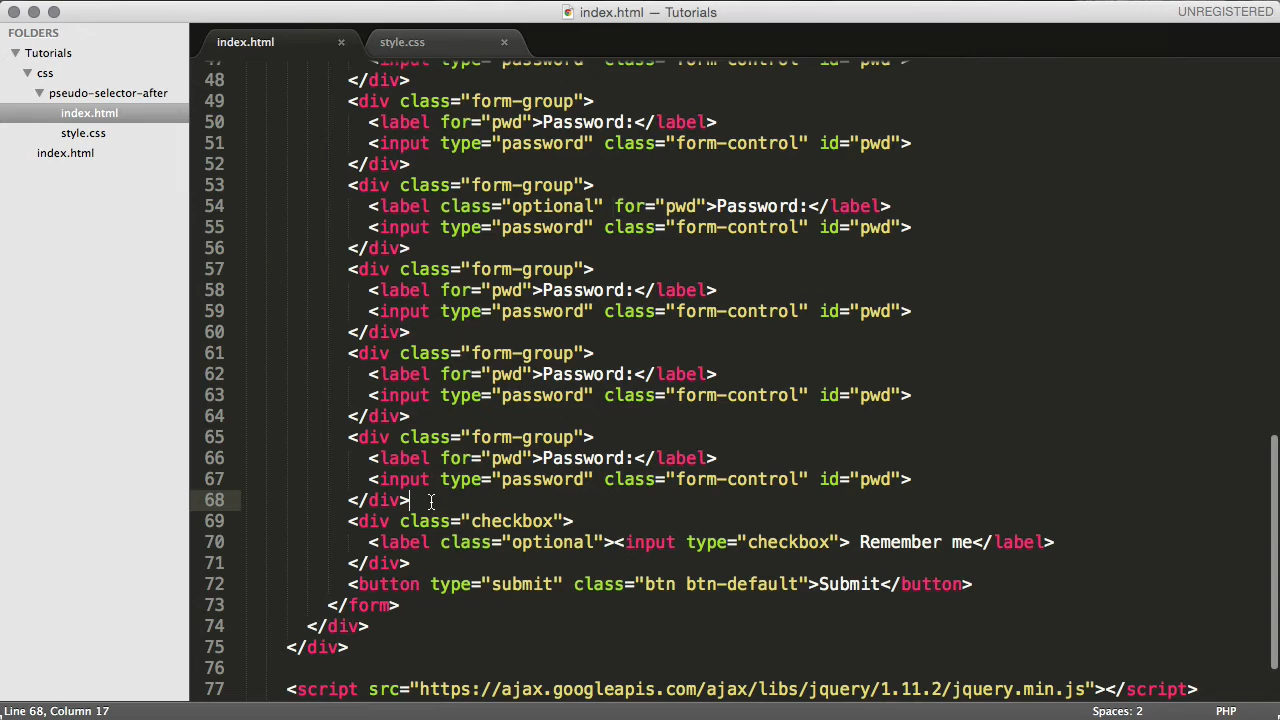 index.html — Tutorials
UNREGISTERED
FOLDERS
Tutorials
css
pseudo-selector-after
index.html
style.css
index.html
index.html ×
style.css ×
47 <input type="password" class="form-control" id="pwd">
48 </div>
49 <div class="form-group">
50 <label for="pwd">Password:</label>
51 <input type="password" class="form-control" id="pwd">
52 </div>
53 <div class="form-group">
54 <label class="optional" for="pwd">Password:</label>
55 <input type="password" class="form-control" id="pwd">
56 </div>
57 <div class="form-group">
58 <label for="pwd">Password:</label>
59 <input type="password" class="form-control" id="pwd">
60 </div>
61 <div class="form-group">
62 <label for="pwd">Password:</label>
63 <input type="password" class="form-control" id="pwd">
64 </div>
65 <div class="form-group">
66 <label for="pwd">Password:</label>
67 <input type="password" class="form-control" id="pwd">
68 </div>
69 <div class="checkbox">
70 <label class="optional"><input type="checkbox"> Remember me</label>
71 </div>
72 <button type="submit" class="btn btn-default">Submit</button>
73 </form>
74 </div>
75 </div>
76
77 <script src="https://ajax.googleapis.com/ajax/libs/jquery/1.11.2/jquery.min.js"></script>
Line 68, Column 17
Spaces: 2
PHP